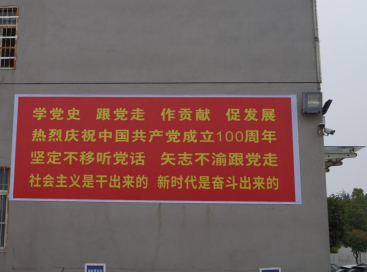 学党史 跟党走 作贡献 促发展
热烈庆祝中国共产党成立100周年
坚定不移听党话 矢志不渝跟党走
社会主义是干出来的 新时代是奋斗出来的